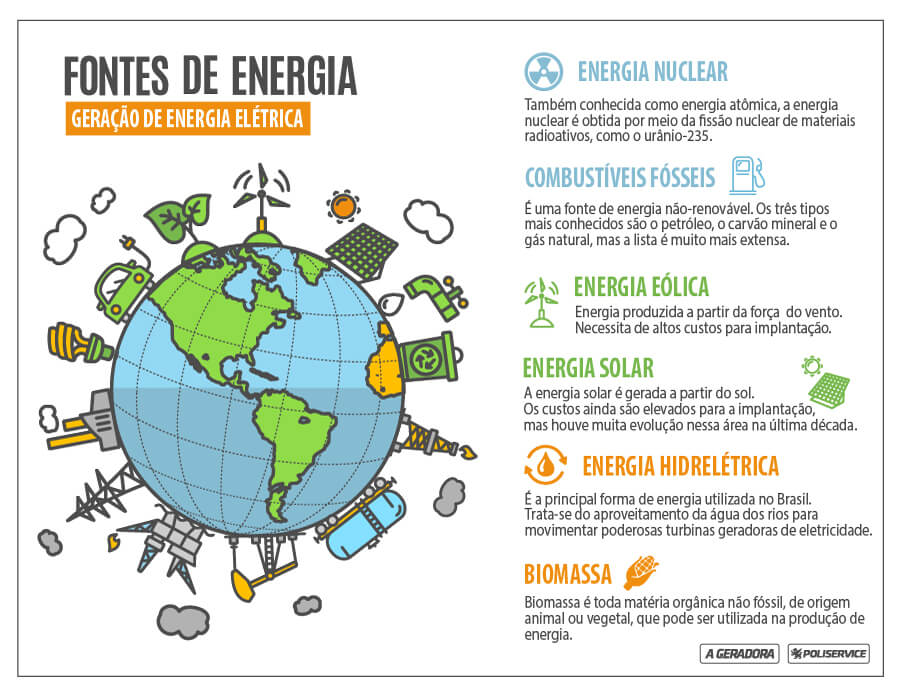 FONTES DE ENERGIA
GERAÇÃO DE ENERGIA ELÉTRICA
ENERGIA NUCLEAR
Também conhecida como energia atômica, a energia
nuclear é obtida por meio da fissão nuclear de materiais
radioativos, como o urânio-235.
COMBUSTÍVEIS FÓSSEIS
É uma fonte de energia não-renovável. Os três tipos
mais conhecidos são o petróleo, o carvão mineral e o
gás natural, mas a lista é muito mais extensa.
ENERGIA EÓLICA
Energia produzida a partir da força do vento.
Necessita de altos custos para implantação.
ENERGIA SOLAR
A energia solar é gerada a partir do sol.
Os custos ainda são elevados para a implantação,
mas houve muita evolução nessa área na última década.
ENERGIA HIDRELÉTRICA
É a principal forma de energia utilizada no Brasil.
Trata-se do aproveitamento da água dos rios para
movimentar poderosas turbinas geradoras de eletricidade.
BIOMASSA
Biomassa é toda matéria orgânica não fóssil, de origem
animal ou vegetal, que pode ser utilizada na produção de
energia.
A GERADORA
POLISERVICE